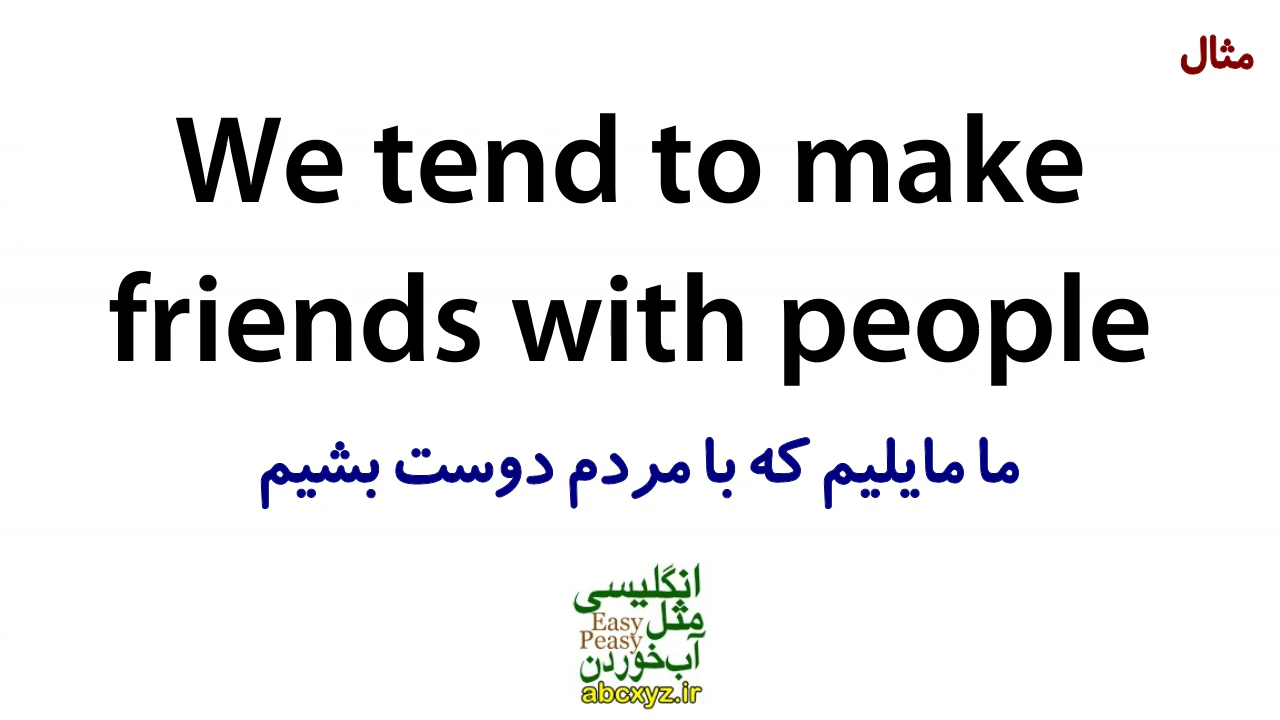 مثال
We tend to make
friends with people
ما مایلیم که با مردم دوست بشیم
انگلیسی
مثل
Easy
Peasy
آب‌خوردن
abcxyz.ir